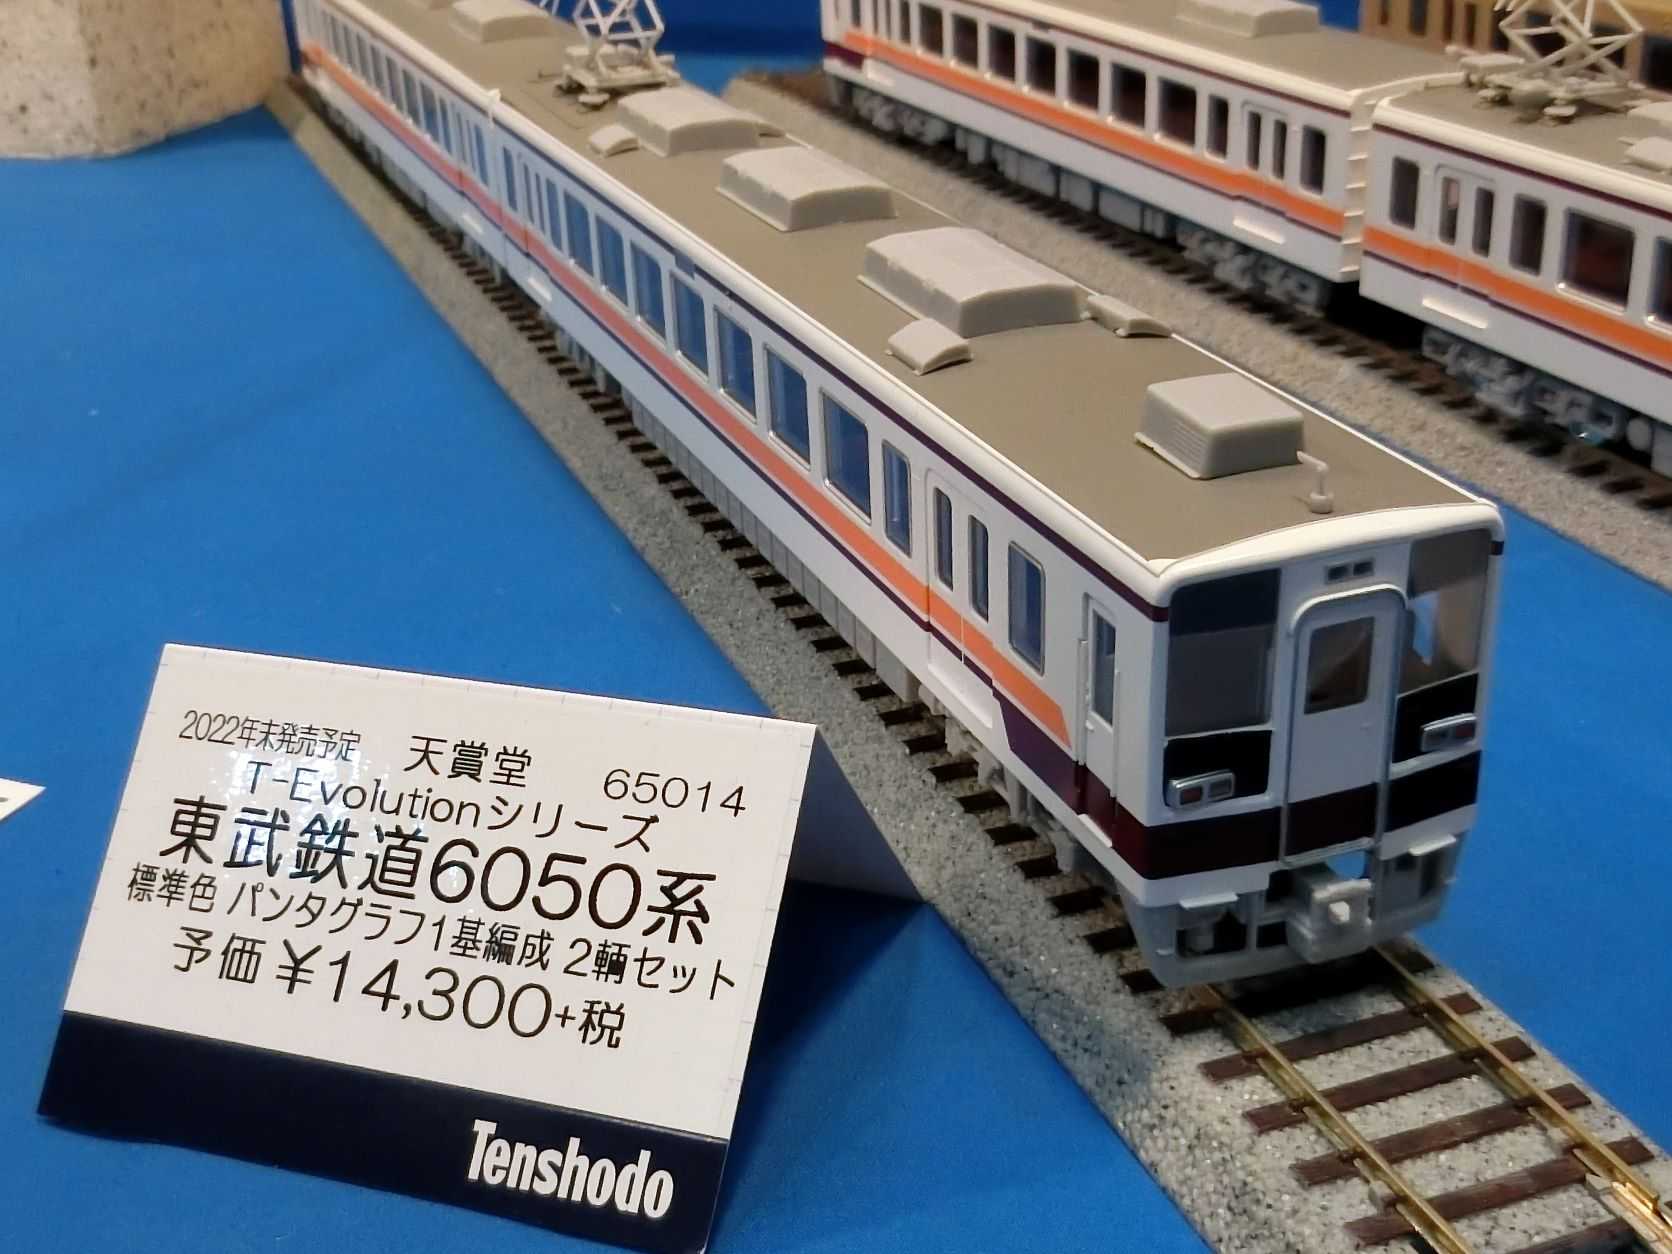 2022年末発売予定 天賞堂 65014
T-Evolutionシリーズ
東武鉄道6050系
標準色 パンタグラフ1基編成 2輌セット
予価 ¥14,300+税
Tenshodo